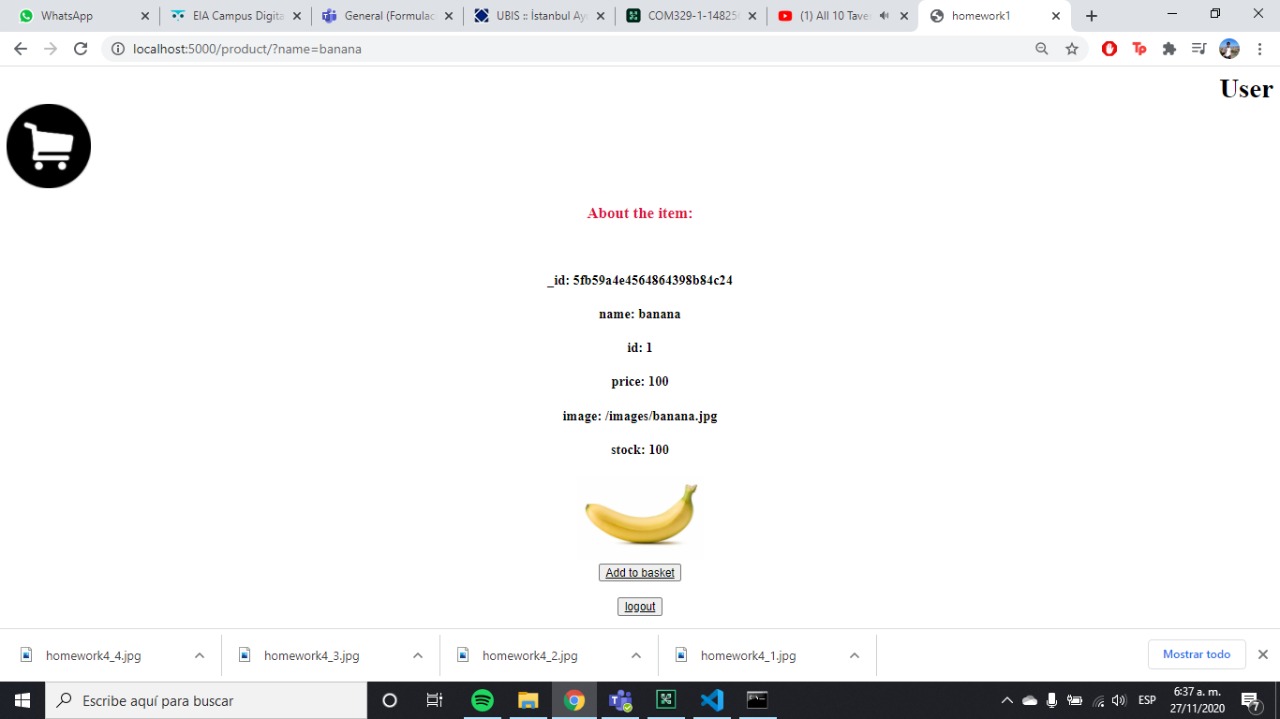 WhatsApp
EIA Campus Digita
General (Formulac
UBIS :: İstanbul Ay
COM329-1-14825
(1) All 10 Tave
homework1
localhost:5000/product/?name=banana
Tp
User
About the item:
_id: 5fb59a4e4564864398b84c24
name: banana
id: 1
price: 100
image: /images/banana.jpg
stock: 100
Add to basket
logout
homework4_4.jpg
homework4_3.jpg
homework4_2.jpg
homework4_1.jpg
Mostrar todo
Escribe aquí para buscar
ESP
6:37 a. m.
27/11/2020
7